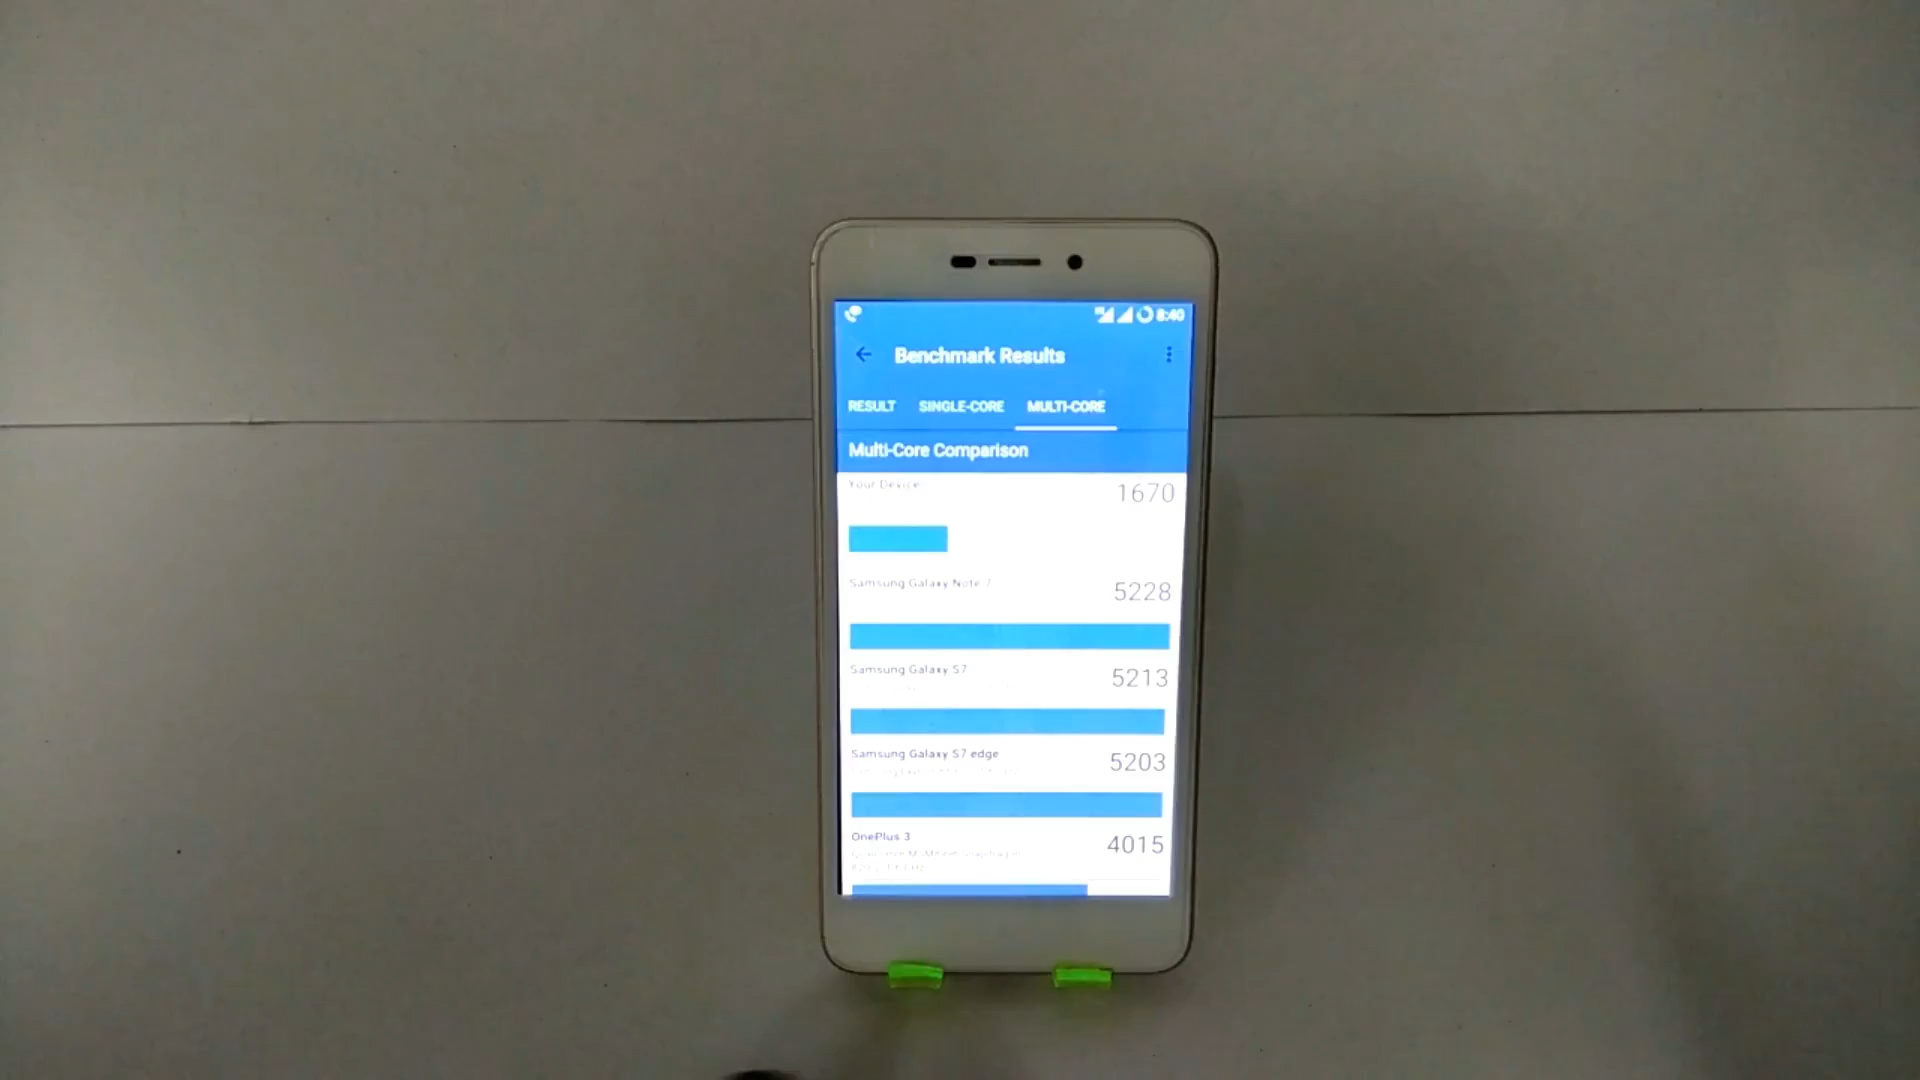 8:40
Benchmark Results
RESULT SINGLE-CORE MULTI-CORE
Multi-Core Comparison
Your Device 1670
Samsung Galaxy Note 7 5228
Samsung Galaxy S7 5213
Samsung Galaxy S7 edge 5203
OnePlus 3 4015